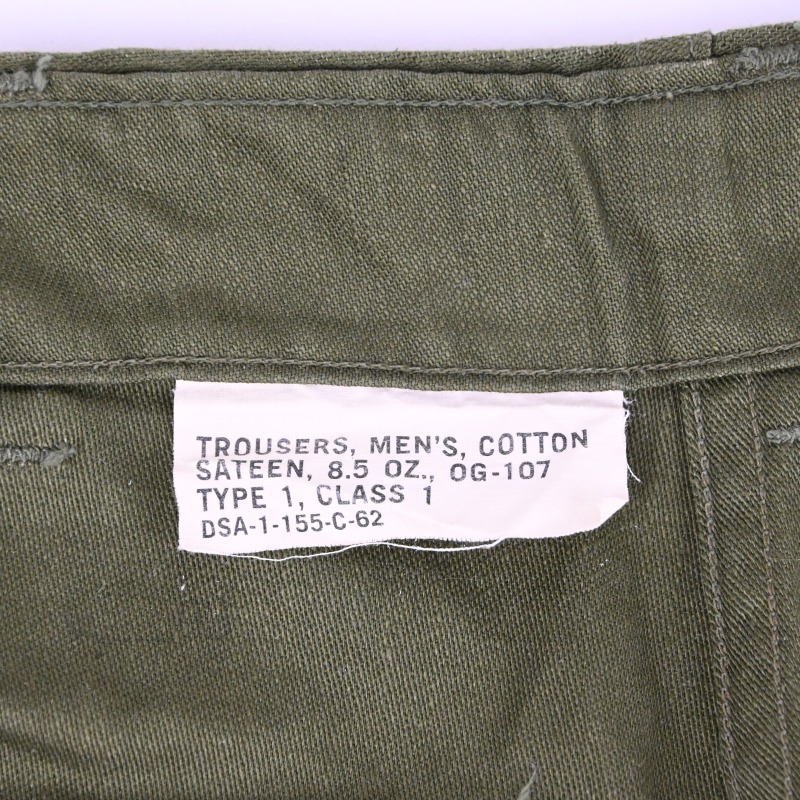 TROUSERS, MEN'S, COTTON
SATEEN, 8.5 OZ., OG-107
TYPE 1, CLASS 1
DSA-1-155-C-62